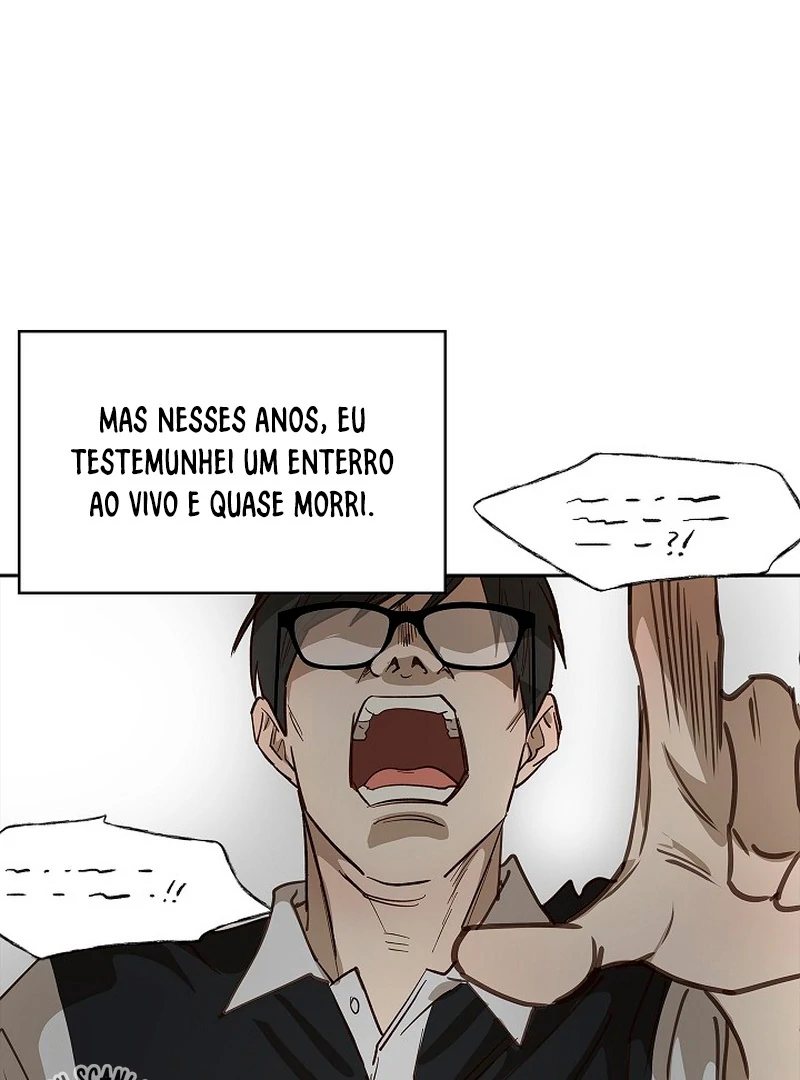 MAS NESSES ANOS, EU
TESTEMUNHEI UM ENTERRO
AO VIVO E QUASE MORRI.
?!
!!